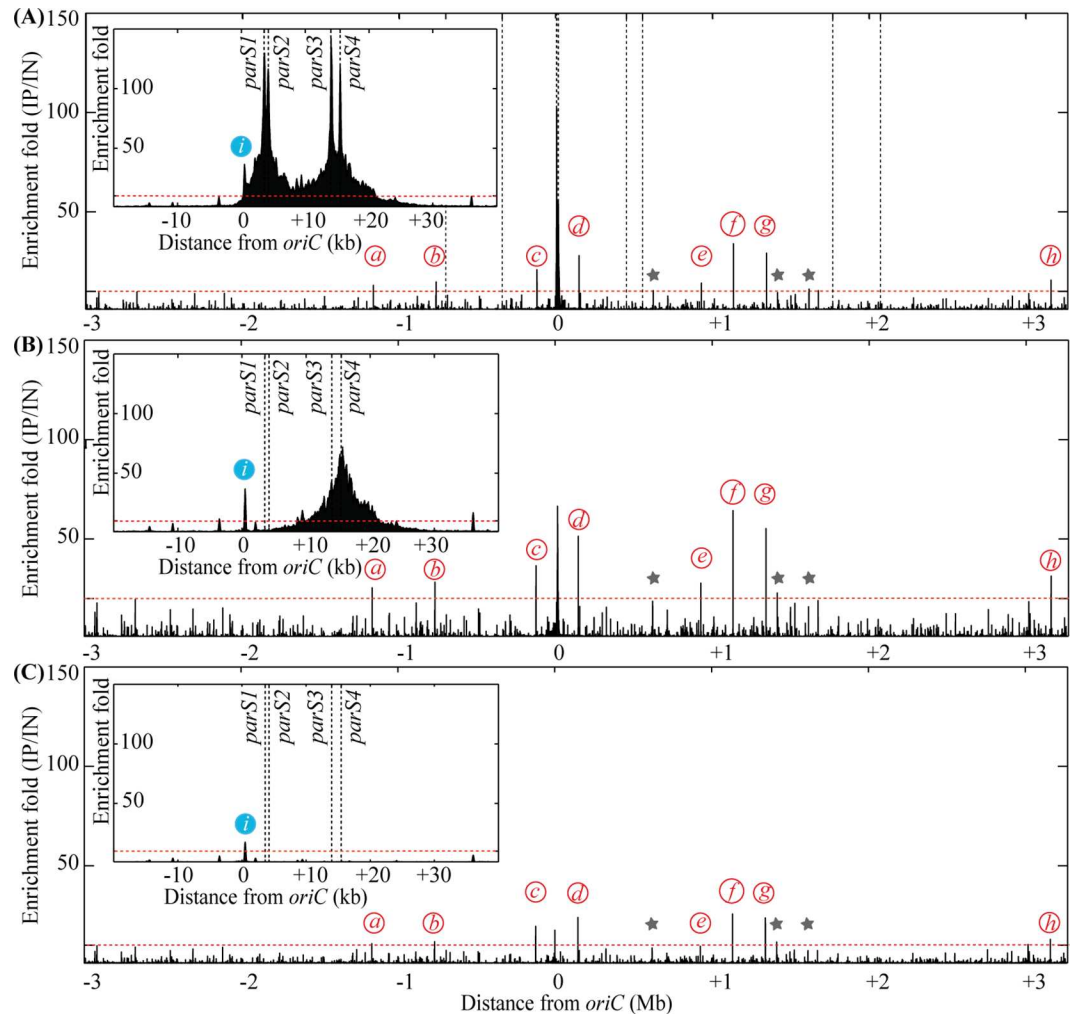 (A)
Enrichment fold (IP/IN)
150
100
50
Enrichment fold
100
50
parS1
parS2
parS3
parS4
i
-10 0 +10 +20 +30
Distance from oriC (kb)
a b c d e f g h
-3 -2 -1 0 +1 +2 +3
(B)
Enrichment fold (IP/IN)
150
100
50
Enrichment fold
100
50
parS1
parS2
parS3
parS4
i
-10 0 +10 +20 +30
Distance from oriC (kb)
a b c d e f g h
-3 -2 -1 0 +1 +2 +3
(C)
Enrichment fold (IP/IN)
150
100
50
Enrichment fold
100
50
parS1
parS2
parS3
parS4
i
-10 0 +10 +20 +30
Distance from oriC (kb)
a b c d e f g h
-3 -2 -1 0 +1 +2 +3
Distance from oriC (Mb)